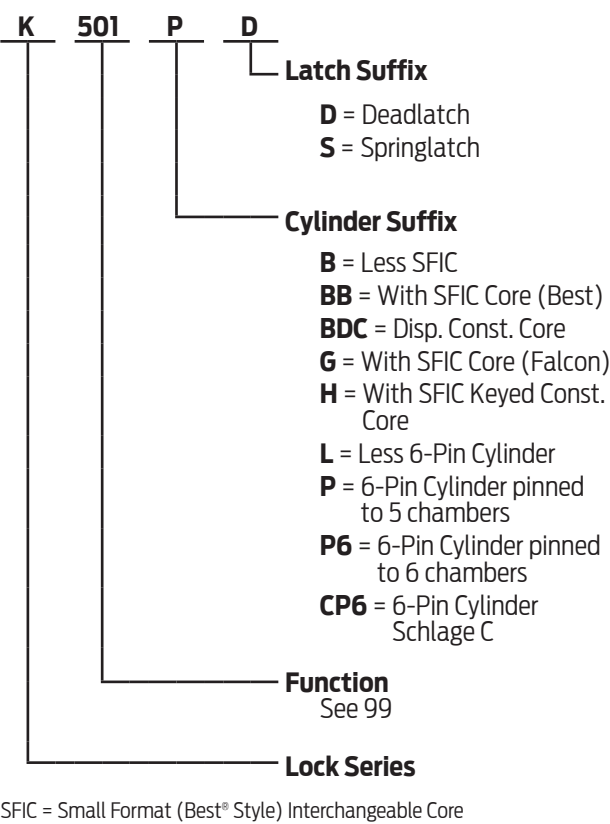 K 501 P D
Latch Suffix
D = Deadlatch
S = Springlatch
Cylinder Suffix
B = Less SFIC
BB = With SFIC Core (Best)
BDC = Disp. Const. Core
G = With SFIC Core (Falcon)
H = With SFIC Keyed Const.
Core
L = Less 6-Pin Cylinder
P = 6-Pin Cylinder pinned
to 5 chambers
P6 = 6-Pin Cylinder pinned
to 6 chambers
CP6 = 6-Pin Cylinder
Schlage C
Function
See 99
Lock Series
SFIC = Small Format (Best® Style) Interchangeable Core